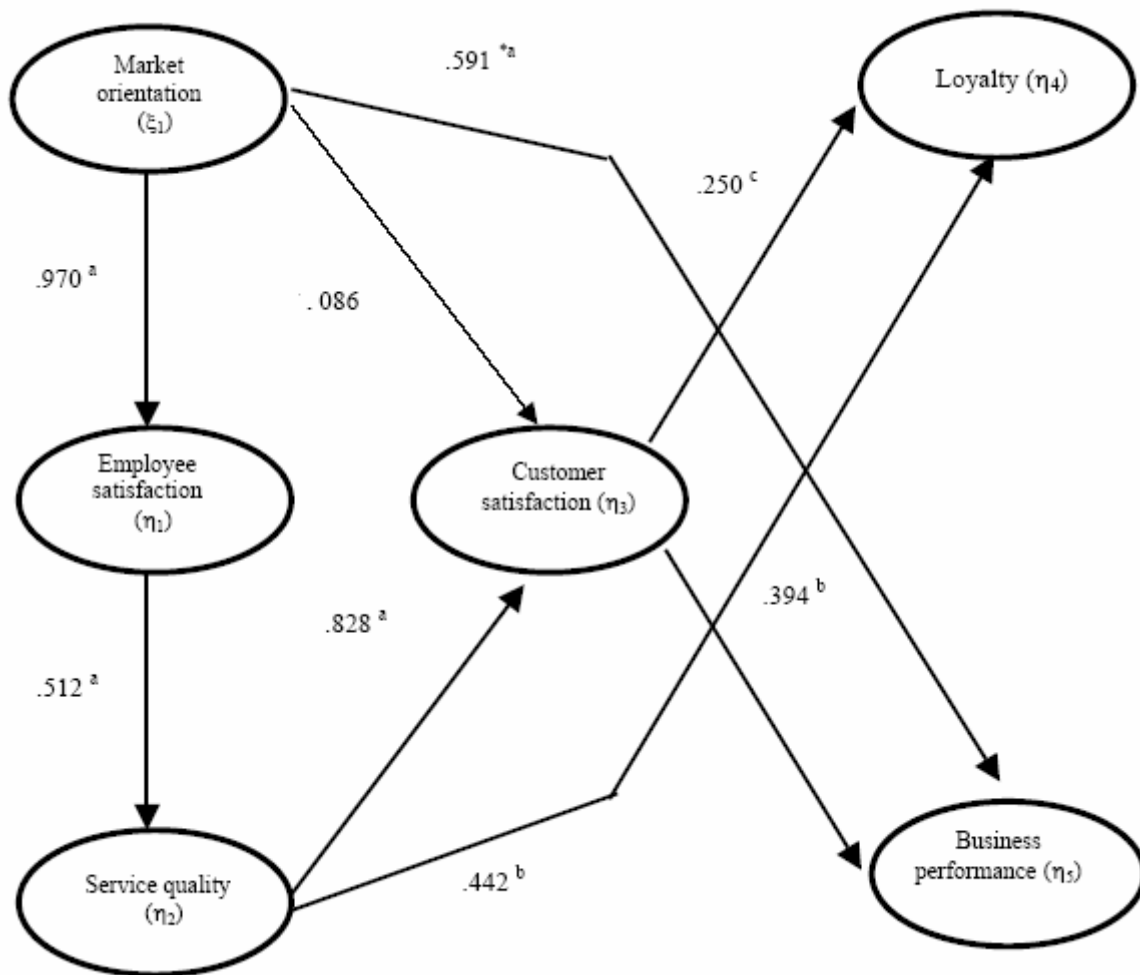 Market
orientation
(ξ₁)
.591 *a
Loyalty (η₄)
.250 ᶜ
.970 ᵃ
. 086
Employee
satisfaction
(η₁)
Customer
satisfaction (η₃)
.394 ᵇ
.828 ᵃ
.512 ᵃ
Service quality
(η₂)
.442 ᵇ
Business
performance (η₅)